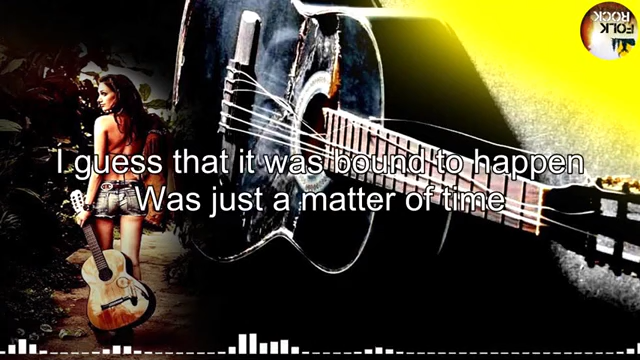 FOLK
ROCK
I guess that it was bound to happen
Was just a matter of time